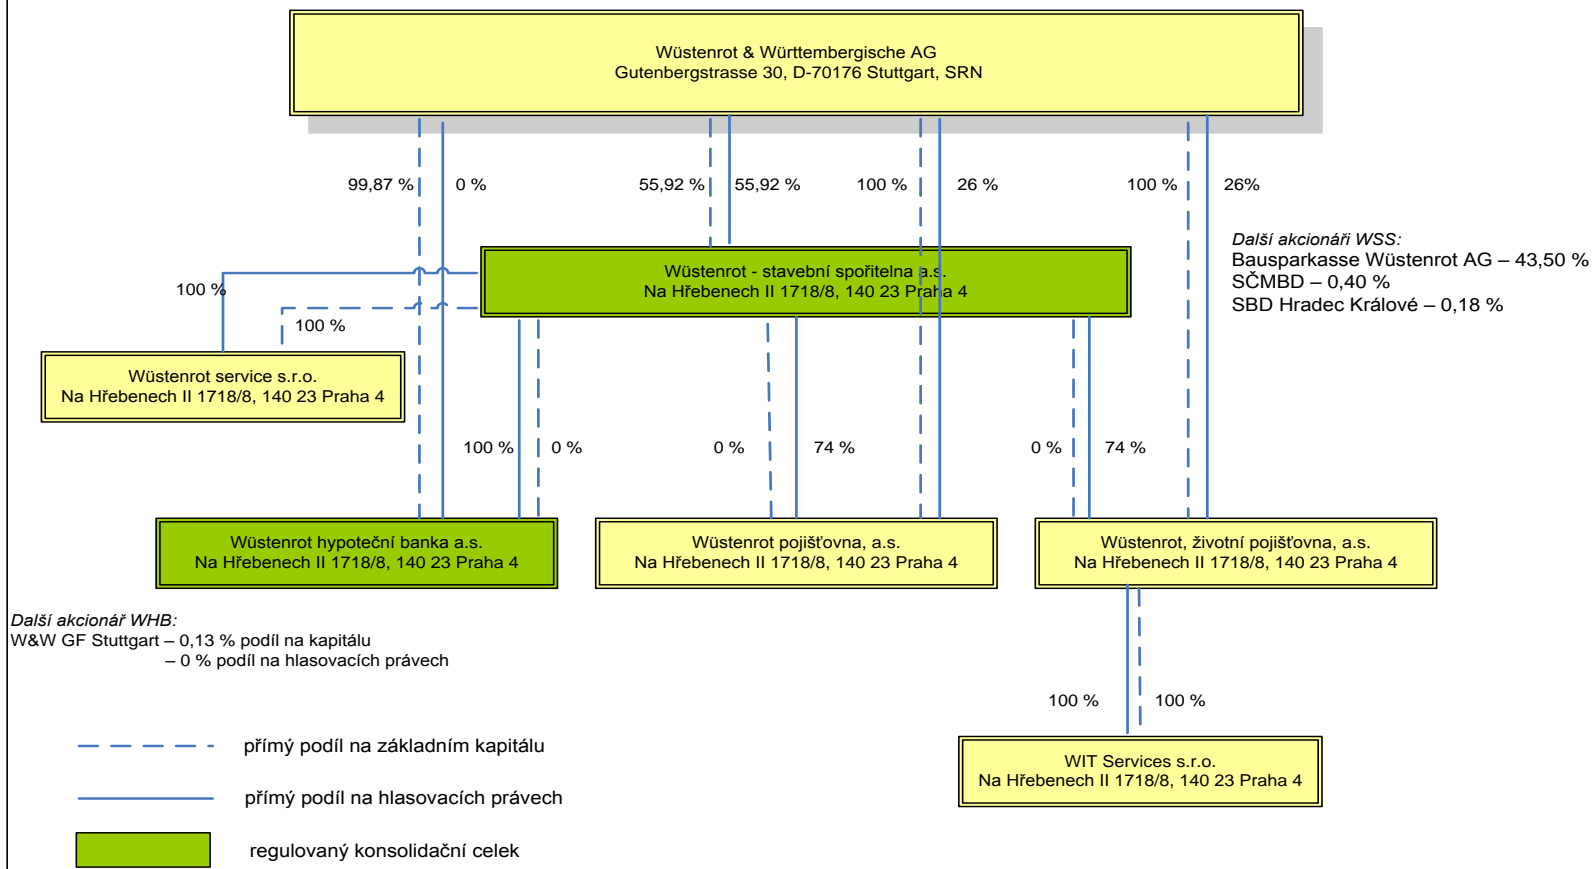 Wüstenrot & Württembergische AG
Gutenbergstrasse 30, D-70176 Stuttgart, SRN
99,87 %
0 %
55,92 %
55,92 %
100 %
26 %
100 %
26%
Další akcionáři WSS:
Bausparkasse Wüstenrot AG – 43,50 %
SČMBD – 0,40 %
SBD Hradec Králové – 0,18 %
Wüstenrot - stavební spořitelna a.s.
Na Hřebenech II 1718/8, 140 23 Praha 4
100 %
100 %
Wüstenrot service s.r.o.
Na Hřebenech II 1718/8, 140 23 Praha 4
100 %
0 %
0 %
74 %
0 %
74 %
Wüstenrot hypoteční banka a.s.
Na Hřebenech II 1718/8, 140 23 Praha 4
Wüstenrot pojišťovna, a.s.
Na Hřebenech II 1718/8, 140 23 Praha 4
Wüstenrot, životní pojišťovna, a.s.
Na Hřebenech II 1718/8, 140 23 Praha 4
Další akcionář WHB:
W&W GF Stuttgart – 0,13 % podíl na kapitálu
– 0 % podíl na hlasovacích právech
100 %
100 %
WIT Services s.r.o.
Na Hřebenech II 1718/8, 140 23 Praha 4
přímý podíl na základním kapitálu
přímý podíl na hlasovacích právech
regulovaný konsolidační celek